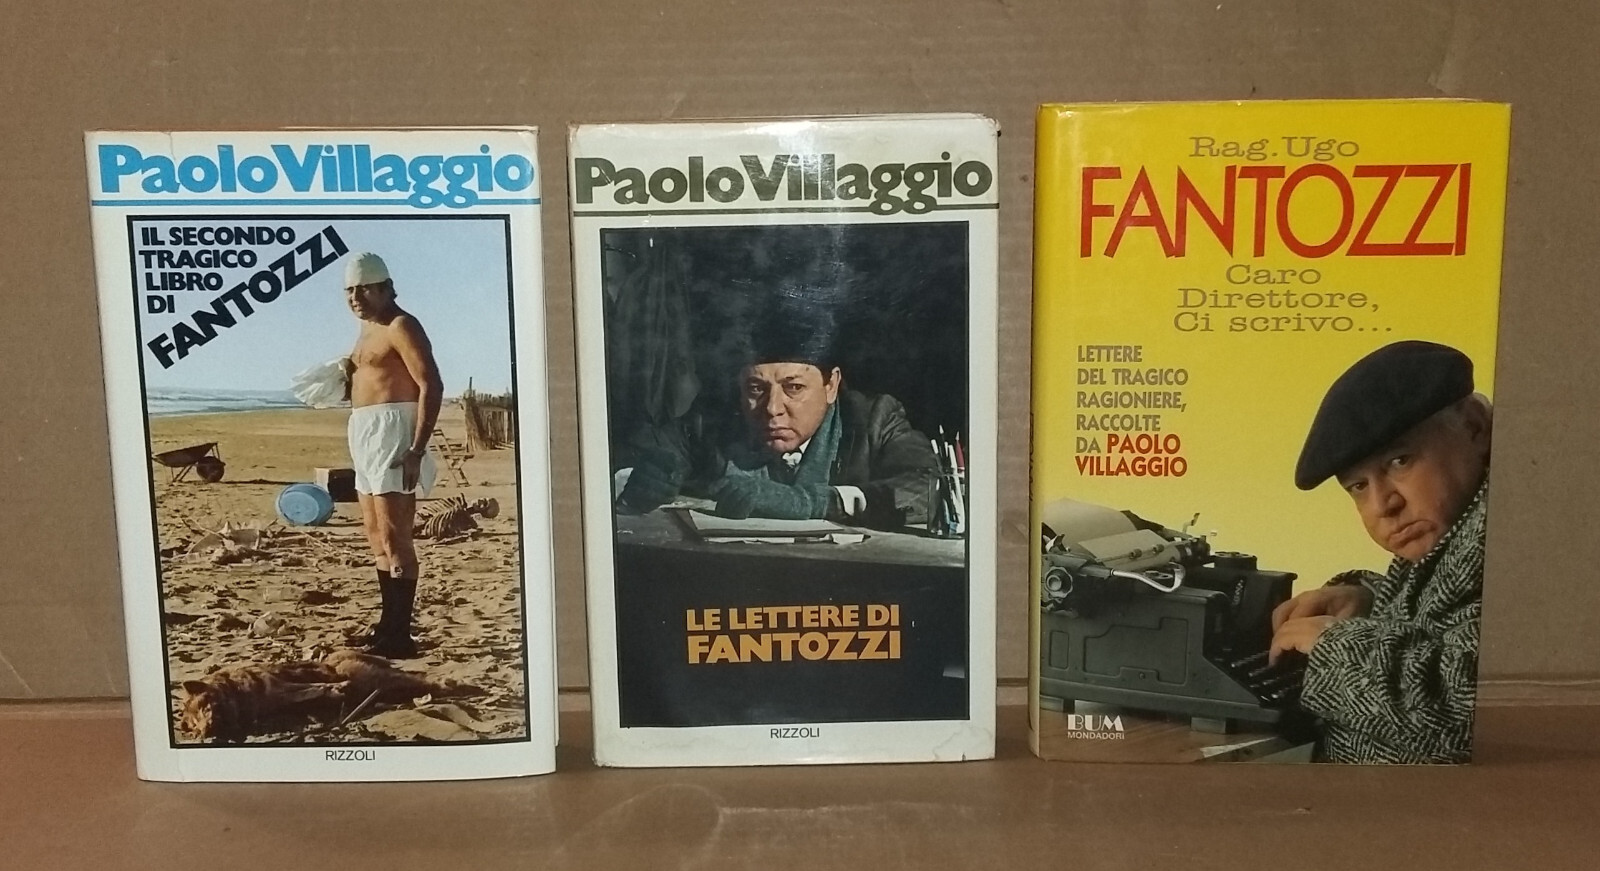 Paolo Villaggio
IL SECONDO
TRAGICO
LIBRO
DI
FANTOZZI
RIZZOLI
Paolo Villaggio
LE LETTERE DI
FANTOZZI
RIZZOLI
Rag. Ugo
FANTOZZI
Caro
Direttore,
Ci scrivo...
LETTERE
DEL TRAGICO
RAGIONIERE,
RACCOLTE
DA PAOLO
VILLAGGIO
BUM
MONDADORI